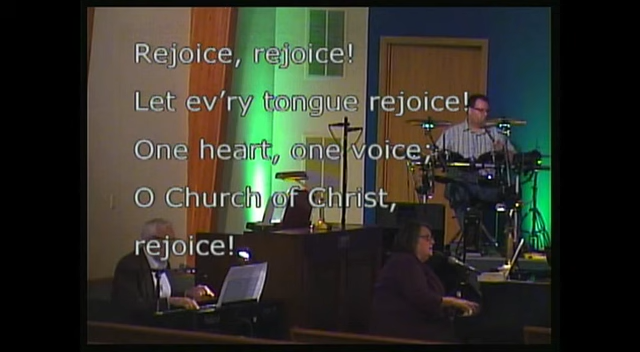 Rejoice, rejoice!
Let ev'ry tongue rejoice!
One heart, one voice;
O Church of Christ,
rejoice!